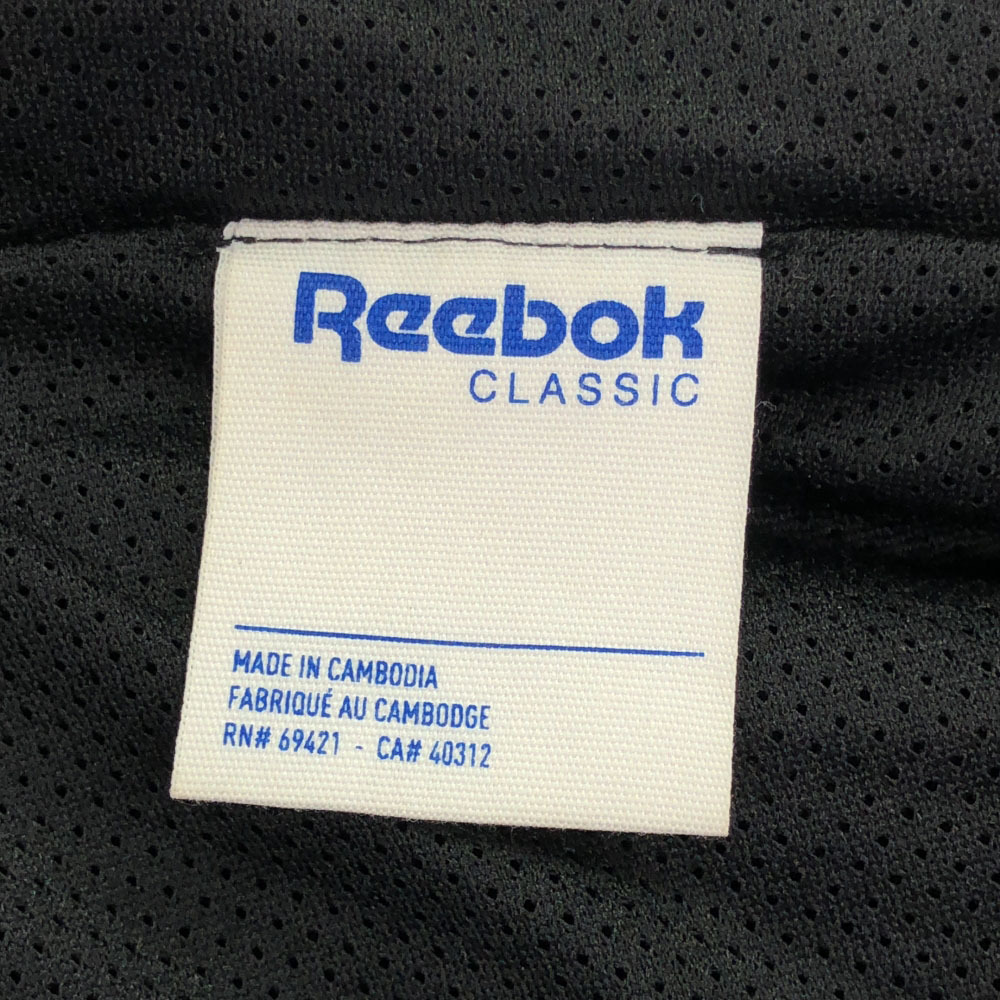 Reebok
CLASSIC
MADE IN CAMBODIA
FABRIQUÉ AU CAMBODGE
RN# 69421 - CA# 40312